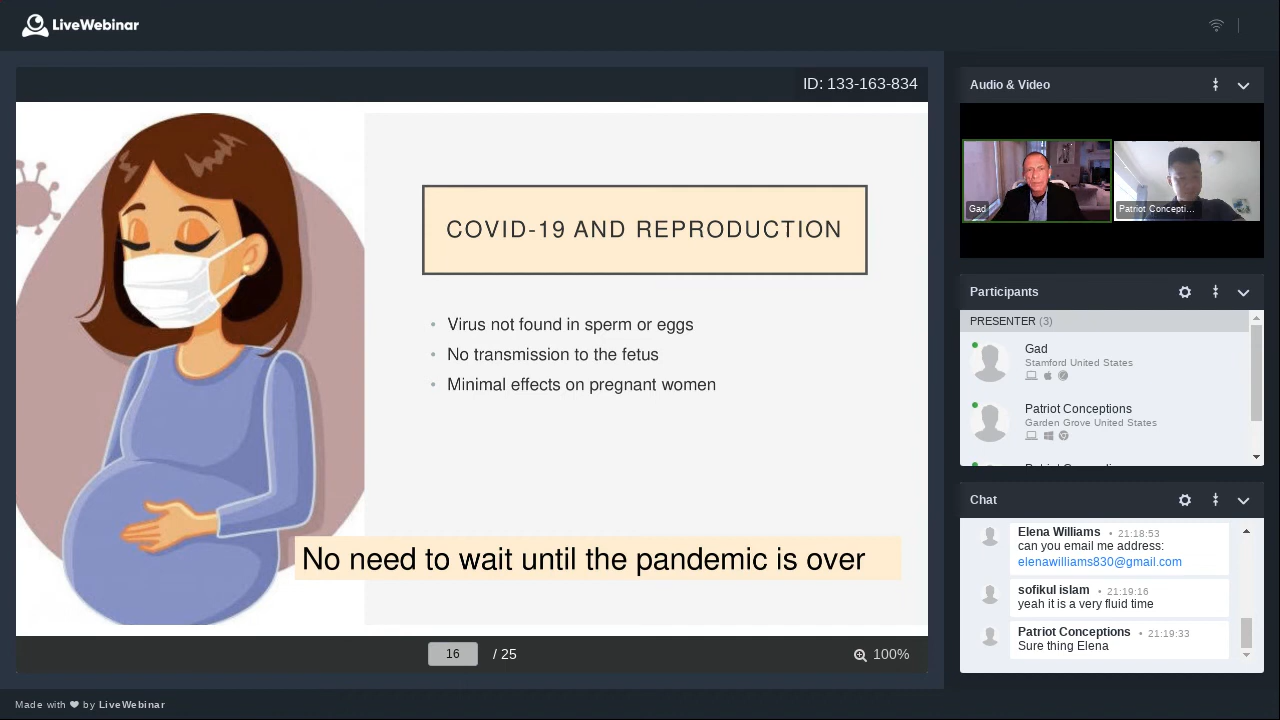 LiveWebinar
ID: 133-163-834
COVID-19 AND REPRODUCTION
• Virus not found in sperm or eggs
• No transmission to the fetus
• Minimal effects on pregnant women
No need to wait until the pandemic is over
16 / 25
100%
Made with by LiveWebinar
Audio & Video
Gad
Patriot Concepti...
Participants
PRESENTER (3)
Gad
Stamford United States
Patriot Conceptions
Garden Grove United States
Chat
Elena Williams • 21:18:53
can you email me address:
elenawilliams830@gmail.com
sofikul islam • 21:19:16
yeah it is a very fluid time
Patriot Conceptions • 21:19:33
Sure thing Elena